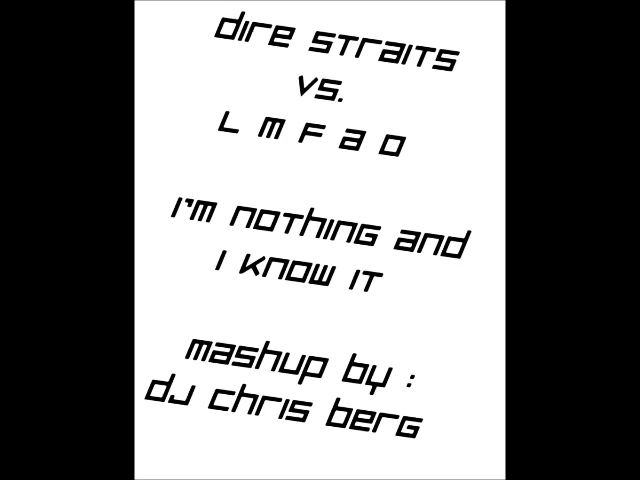 DIRE STRAITS
VS.
L M F A O
I'M NOTHING AND
I KNOW IT
MASHUP BY :
DJ CHRIS BERG